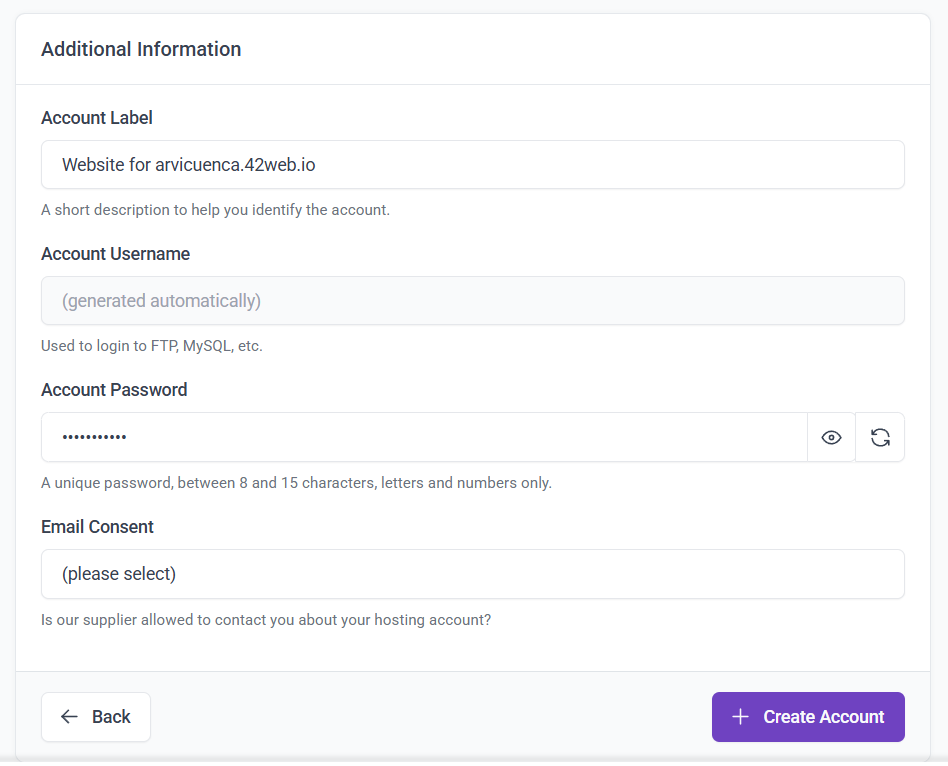 Additional Information
Account Label
Website for arvicuenca.42web.io
A short description to help you identify the account.
Account Username
(generated automatically)
Used to login to FTP, MySQL, etc.
Account Password
•••••••••••
A unique password, between 8 and 15 characters, letters and numbers only.
Email Consent
(please select)
Is our supplier allowed to contact you about your hosting account?
Back
Create Account